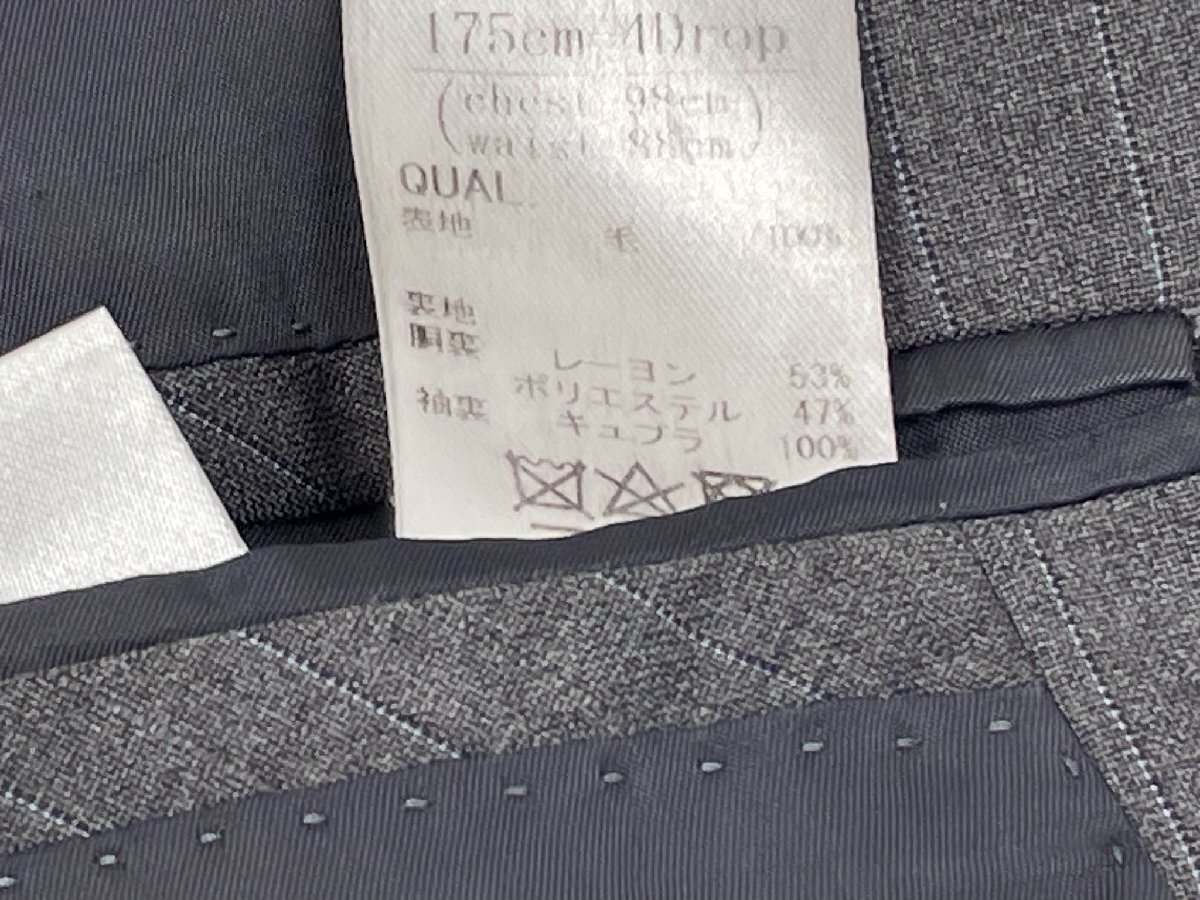 175cm-4Drop
(chest 98cm
waist 88cm)
QUAL.
表地 毛 100%
裏地
胴裏 レーヨン 53%
ポリエステル 47%
袖裏 キュプラ 100%